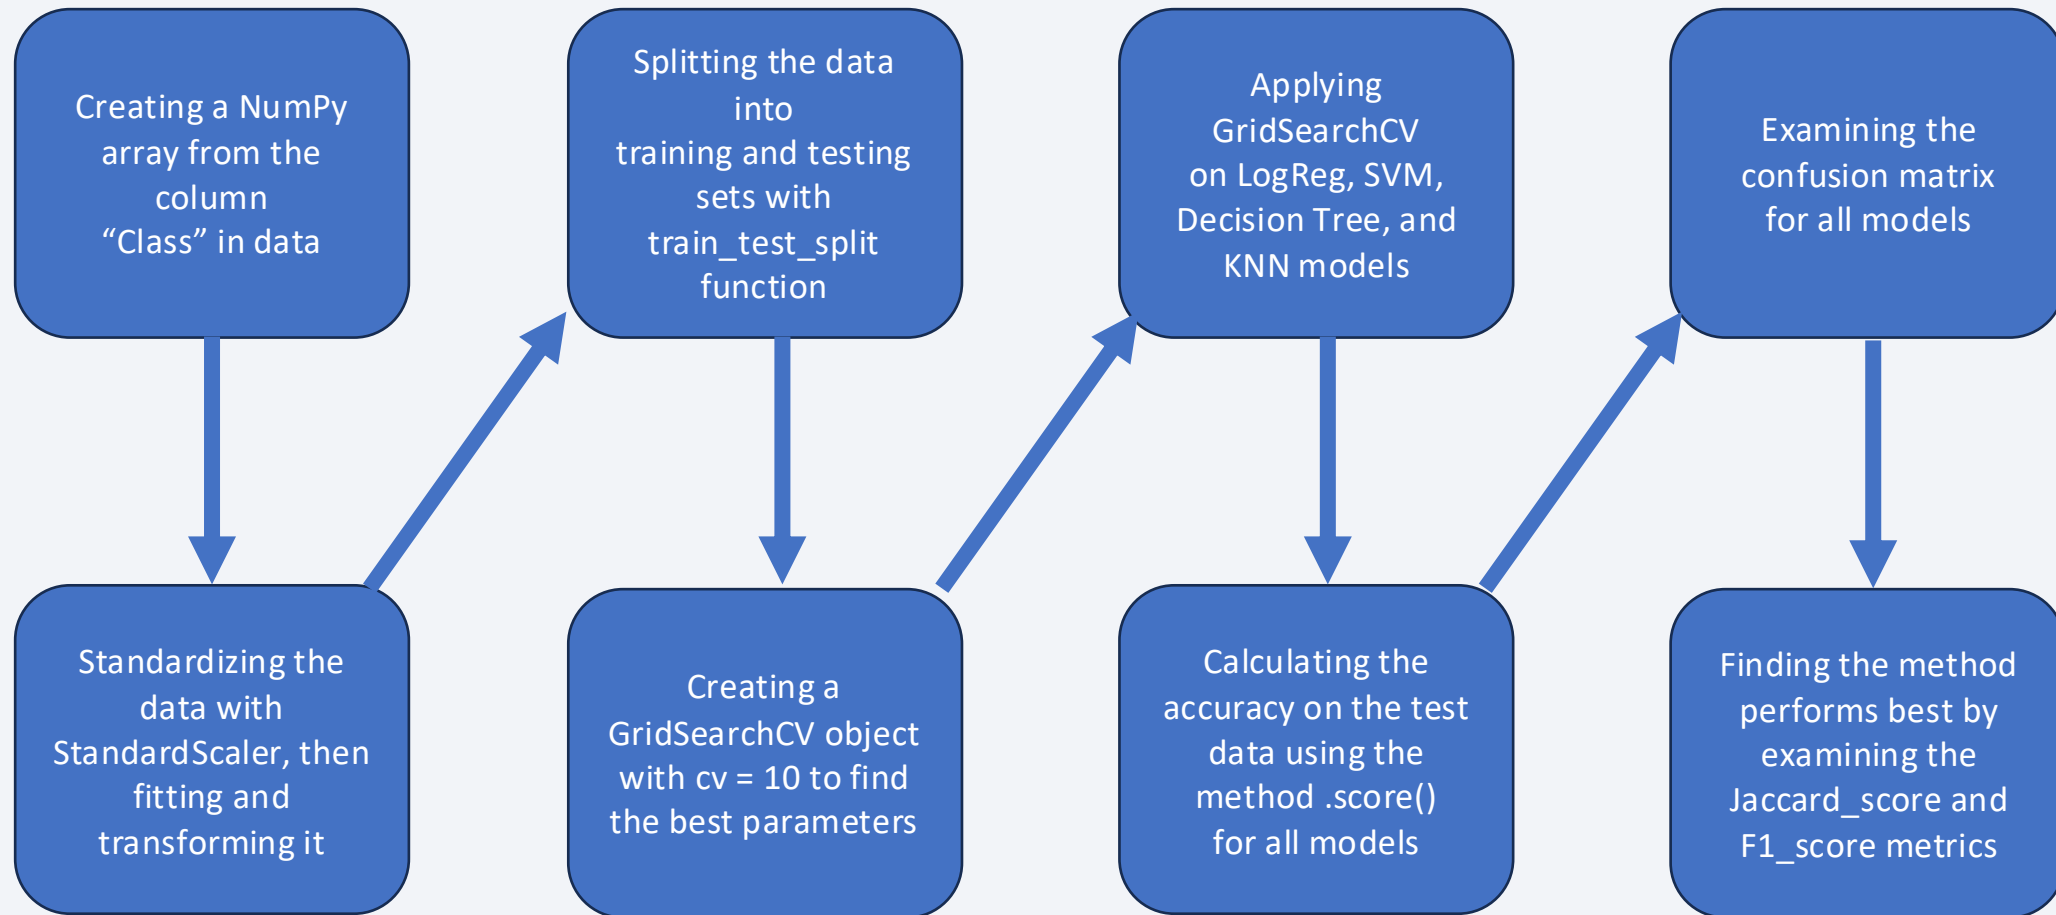 Creating a NumPy
array from the
column
“Class” in data
Standardizing the
data with
StandardScaler, then
fitting and
transforming it
Splitting the data
into
training and testing
sets with
train_test_split
function
Creating a
GridSearchCV object
with cv = 10 to find
the best parameters
Applying
GridSearchCV
on LogReg, SVM,
Decision Tree, and
KNN models
Calculating the
accuracy on the test
data using the
method .score()
for all models
Examining the
confusion matrix
for all models
Finding the method
performs best by
examining the
Jaccard_score and
F1_score metrics